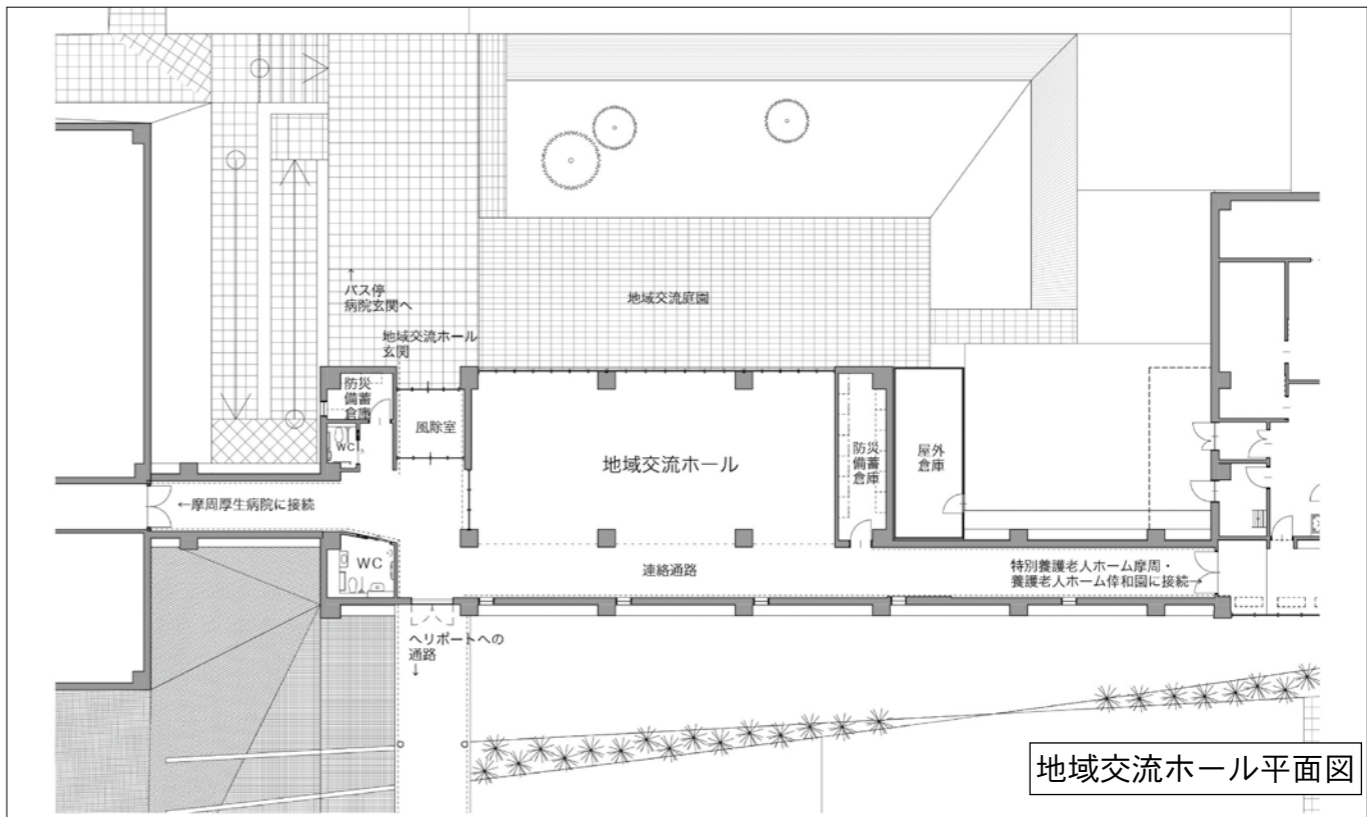 ↑
バス停
病院玄関へ
地域交流庭園
地域交流ホール
玄関
防災
備蓄
倉庫
風除室
WC
地域交流ホール
防災
備蓄
倉庫
屋外
倉庫
←摩周厚生病院に接続
WC
連絡通路
特別養護老人ホーム摩周・
養護老人ホーム倖和園に接続→
ヘリポートへの
通路
↓
地域交流ホール平面図